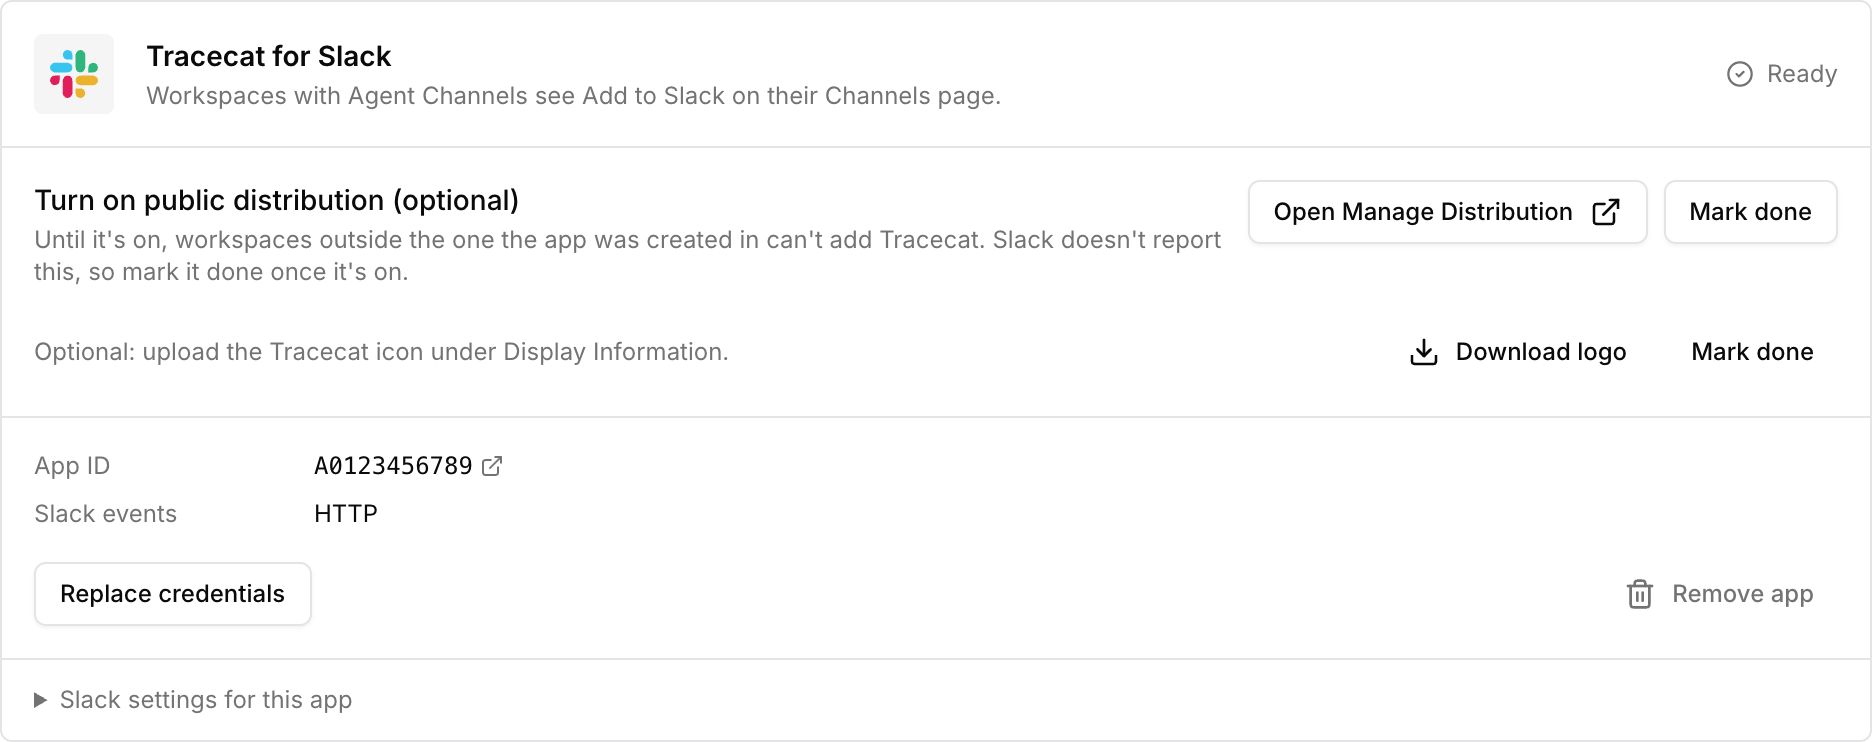 Tracecat for Slack
Workspaces with Agent Channels see Add to Slack on their Channels page.
Ready
Turn on public distribution (optional)
Until it's on, workspaces outside the one the app was created in can't add Tracecat. Slack doesn't report
this, so mark it done once it's on.
Open Manage Distribution
Mark done
Optional: upload the Tracecat icon under Display Information.
Download logo
Mark done
App ID
A0123456789
Slack events
HTTP
Replace credentials
Remove app
Slack settings for this app